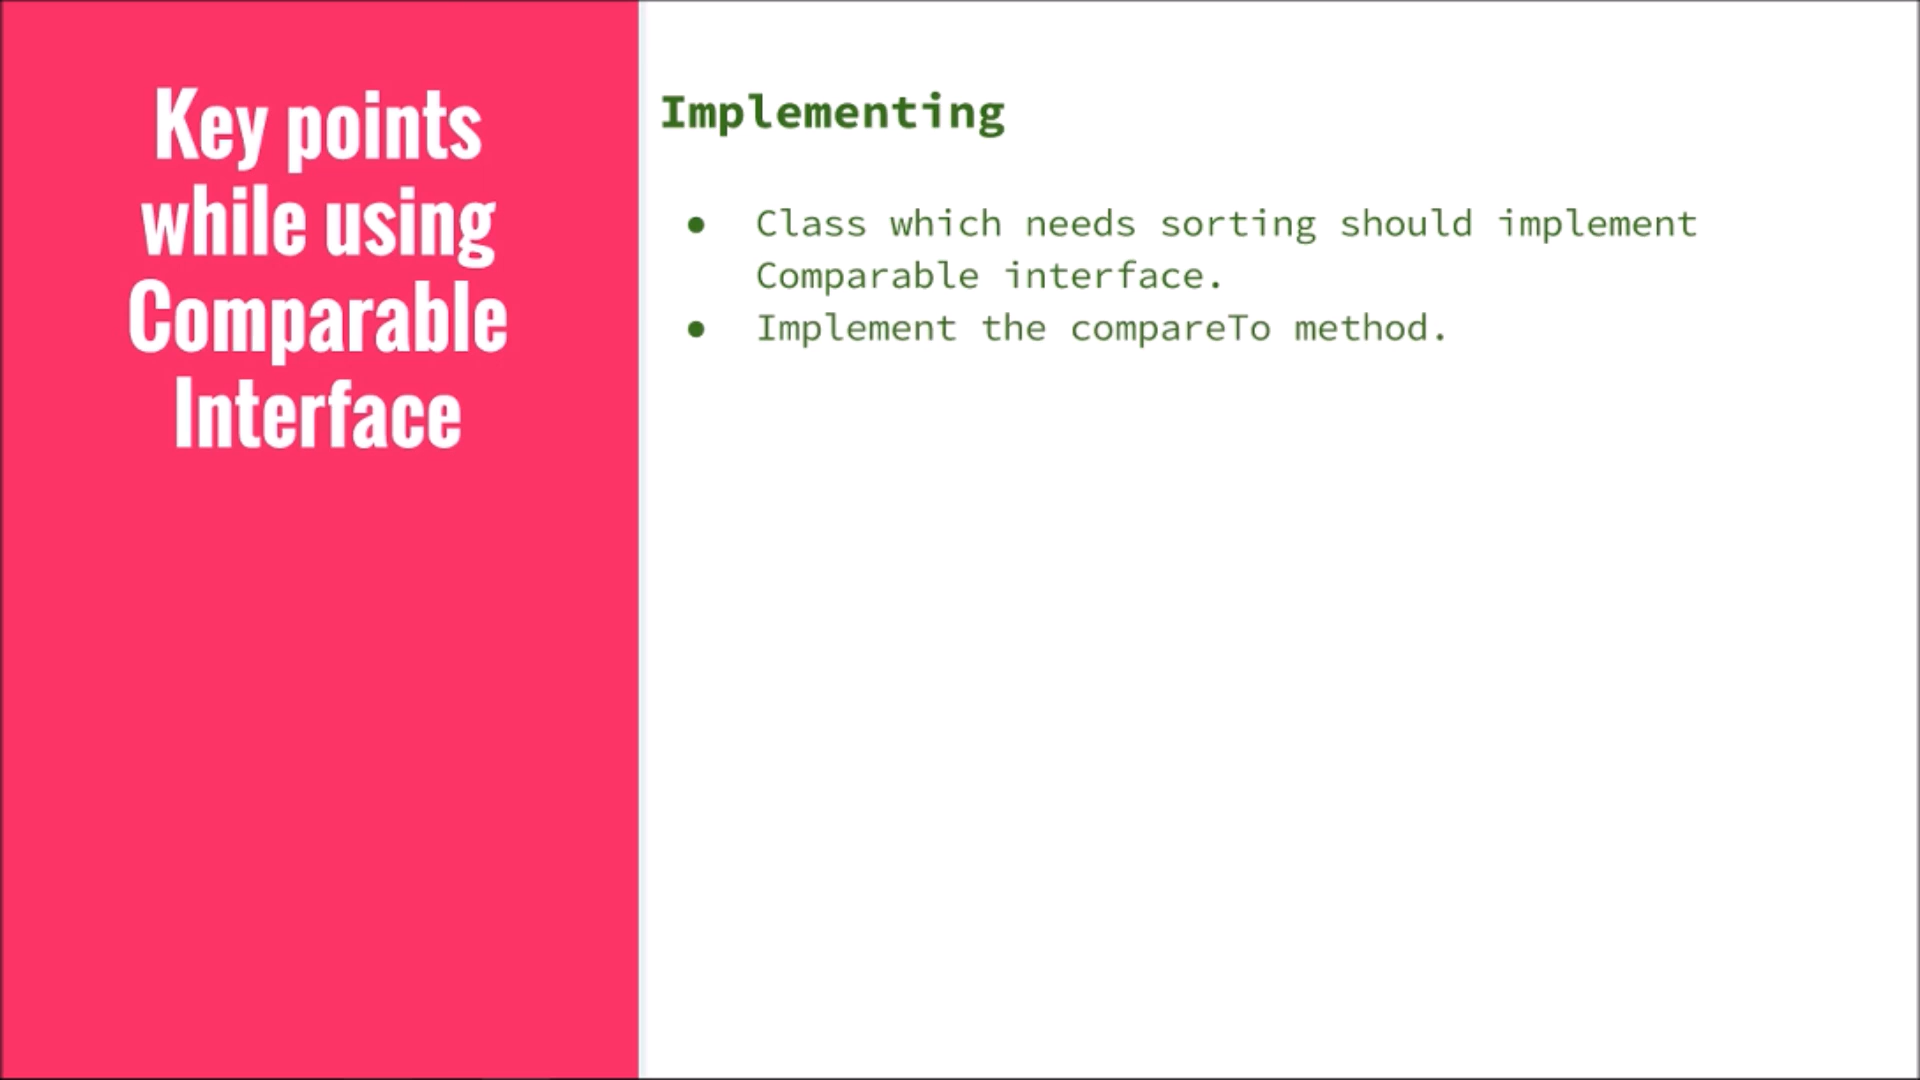 Key points
while using
Comparable
Interface
Implementing
● Class which needs sorting should implement
Comparable interface.
● Implement the compareTo method.